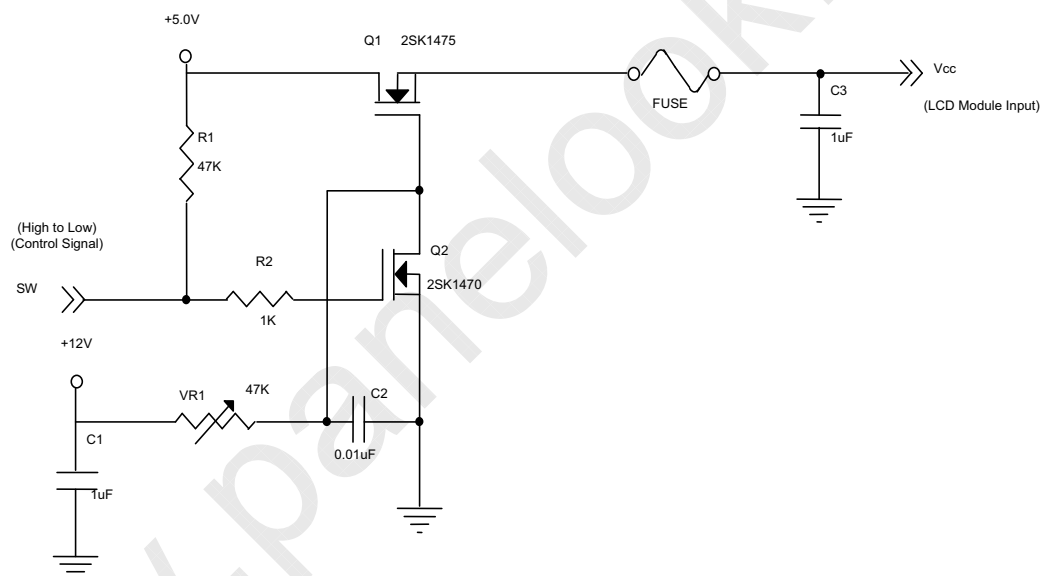 +5.0V
Q1 2SK1475
Vcc
FUSE
C3
(LCD Module Input)
R1
1uF
47K
(High to Low)
(Control Signal)
Q2
R2
2SK1470
SW
1K
+12V
VR1 47K
C2
C1
0.01uF
1uF
.panelook.